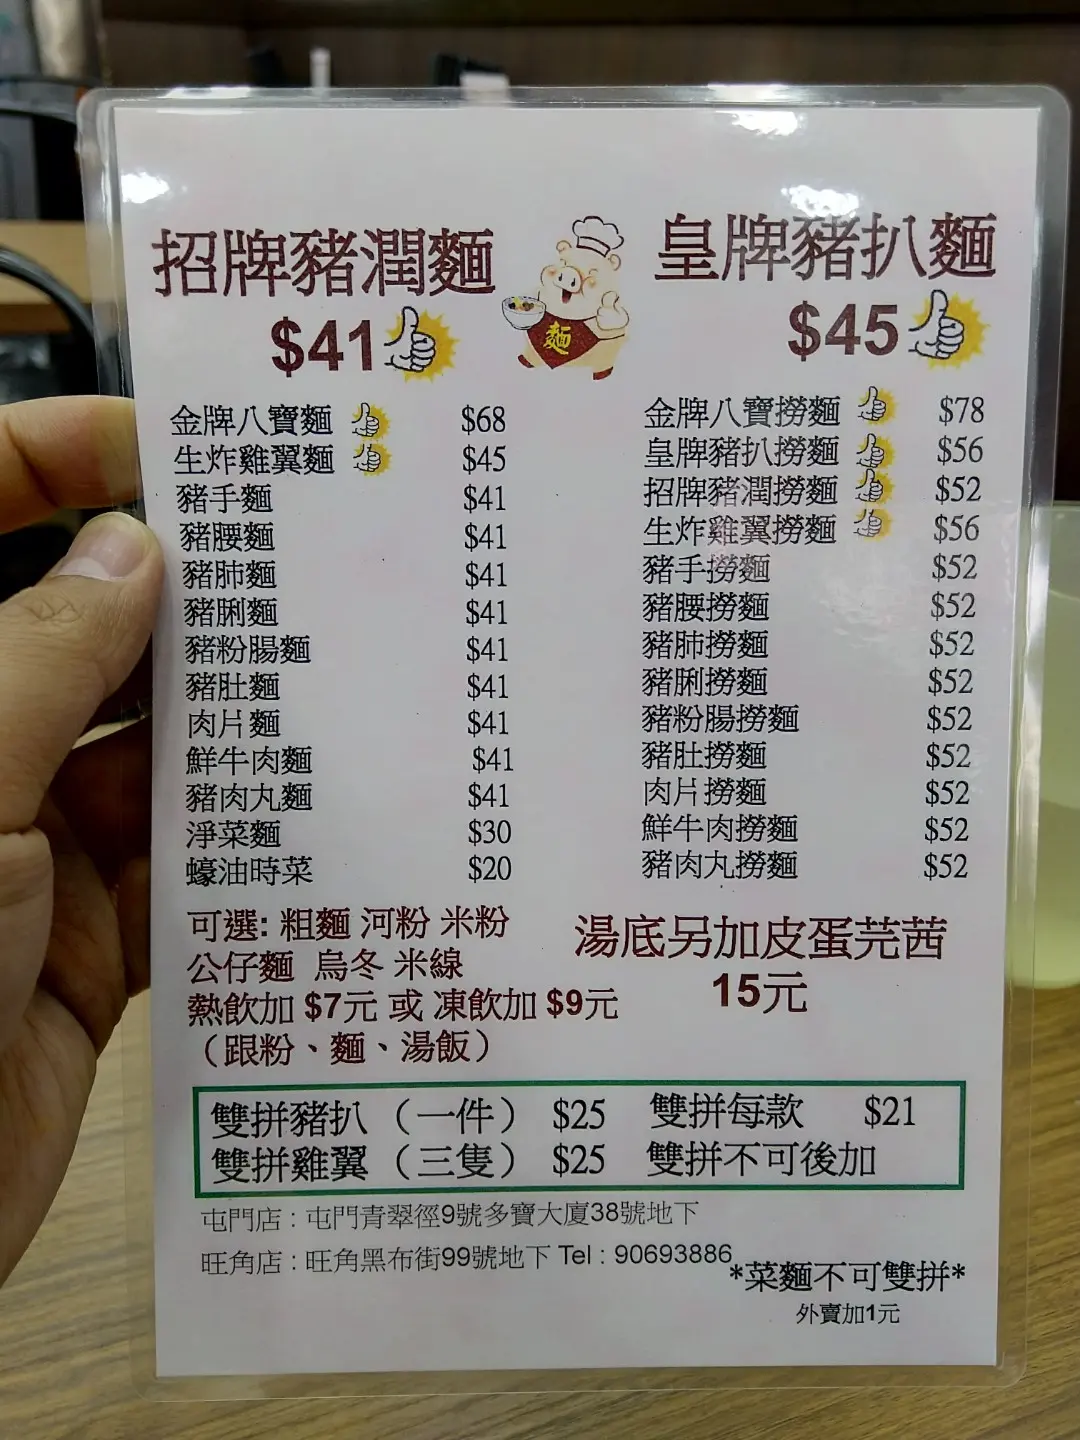 招牌豬潤麵
$41
麵
皇牌豬扒麵
$45
金牌八寶麵 $68
生炸雞翼麵 $45
豬手麵 $41
豬腰麵 $41
豬肺麵 $41
豬脷麵 $41
豬粉腸麵 $41
豬肚麵 $41
肉片麵 $41
鮮牛肉麵 $41
豬肉丸麵 $41
淨菜麵 $30
蠔油時菜 $20
金牌八寶撈麵 $78
皇牌豬扒撈麵 $56
招牌豬潤撈麵 $52
生炸雞翼撈麵 $56
豬手撈麵 $52
豬腰撈麵 $52
豬肺撈麵 $52
豬脷撈麵 $52
豬粉腸撈麵 $52
豬肚撈麵 $52
肉片撈麵 $52
鮮牛肉撈麵 $52
豬肉丸撈麵 $52
可選: 粗麵 河粉 米粉
公仔麵 烏冬 米線
熱飲加 $7元 或 凍飲加 $9元
（跟粉、麵、湯飯）
湯底另加皮蛋芫茜
15元
雙拼豬扒（一件） $25 雙拼每款 $21
雙拼雞翼（三隻） $25 雙拼不可後加
屯門店 : 屯門青翠徑9號多寶大廈38號地下
旺角店 : 旺角黑布街99號地下 Tel : 90693886
*菜麵不可雙拼*
外賣加1元